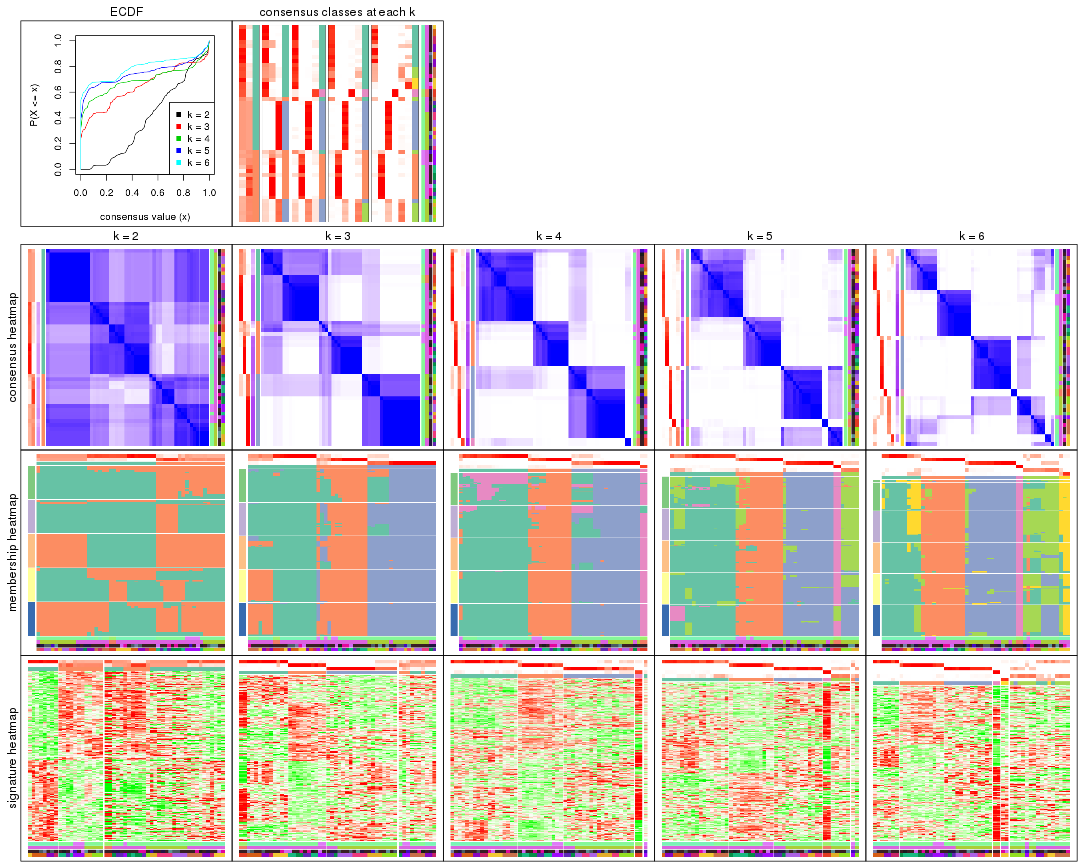 ECDF
consensus classes at each k
P(X <= x)
0.0 0.2 0.4 0.6 0.8 1.0
k = 2
k = 3
k = 4
k = 5
k = 6
0.0 0.2 0.4 0.6 0.8 1.0
consensus value (x)
k = 2
k = 3
k = 4
k = 5
k = 6
consensus heatmap
membership heatmap
signature heatmap